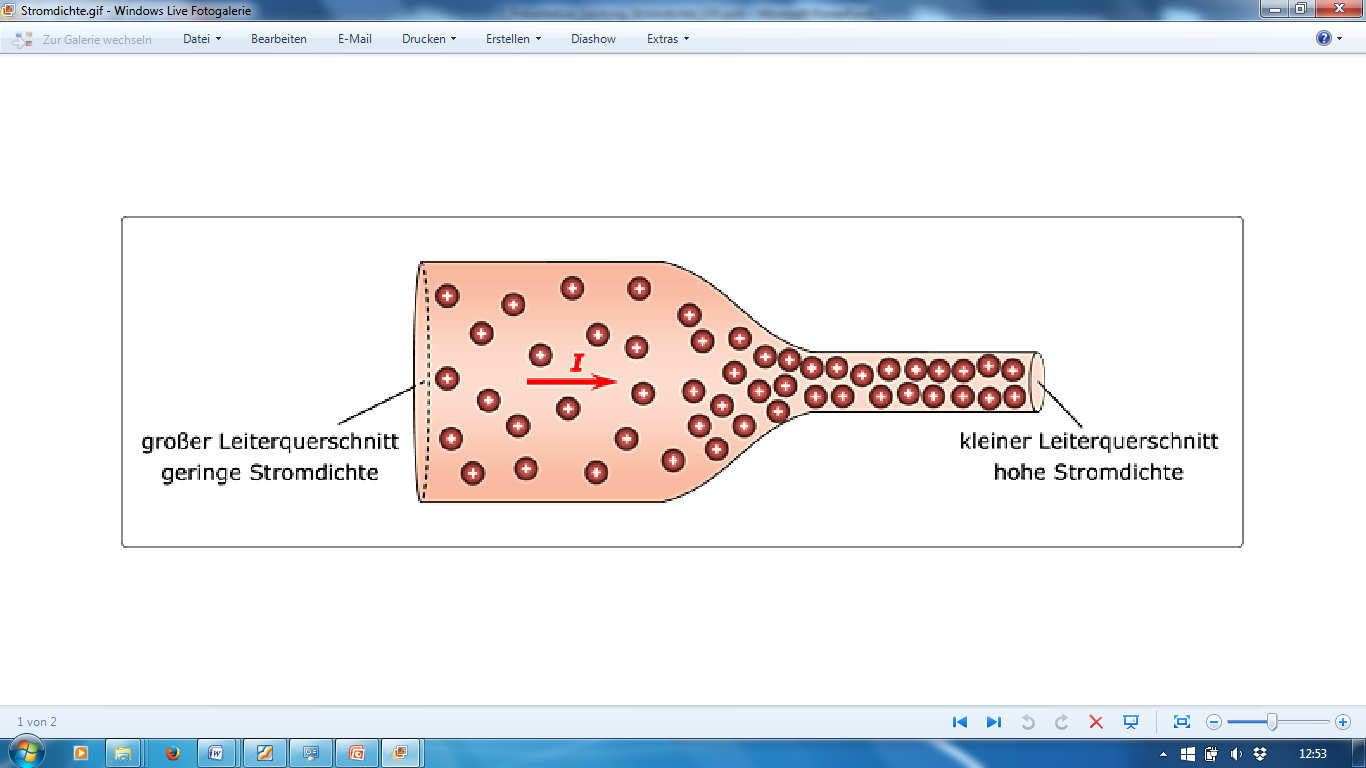 Stromdichte.gif - Windows Live Fotogalerie
Zur Galerie wechseln Datei Bearbeiten E-Mail Drucken Erstellen Diashow Extras
I
großer Leiterquerschnitt
geringe Stromdichte
kleiner Leiterquerschnitt
hohe Stromdichte
1 von 2
12:53